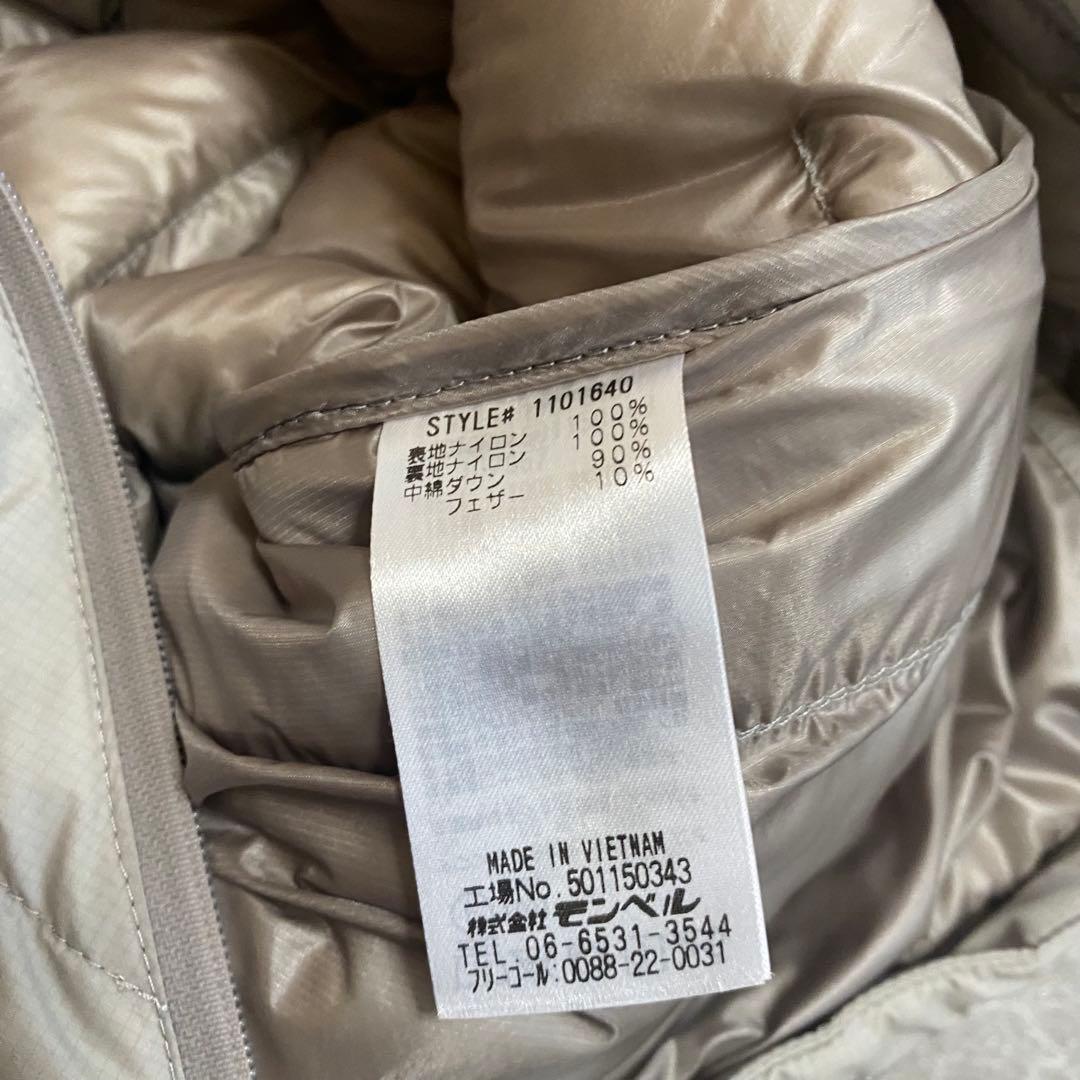 STYLE# 1101640
表地ナイロン 100%
裏地ナイロン 100%
中綿ダウン 90%
フェザー 10%
MADE IN VIETNAM
工場No.501150343
株式会社 モンベル
TEL 06-6531-3544
フリーコール:0088-22-0031